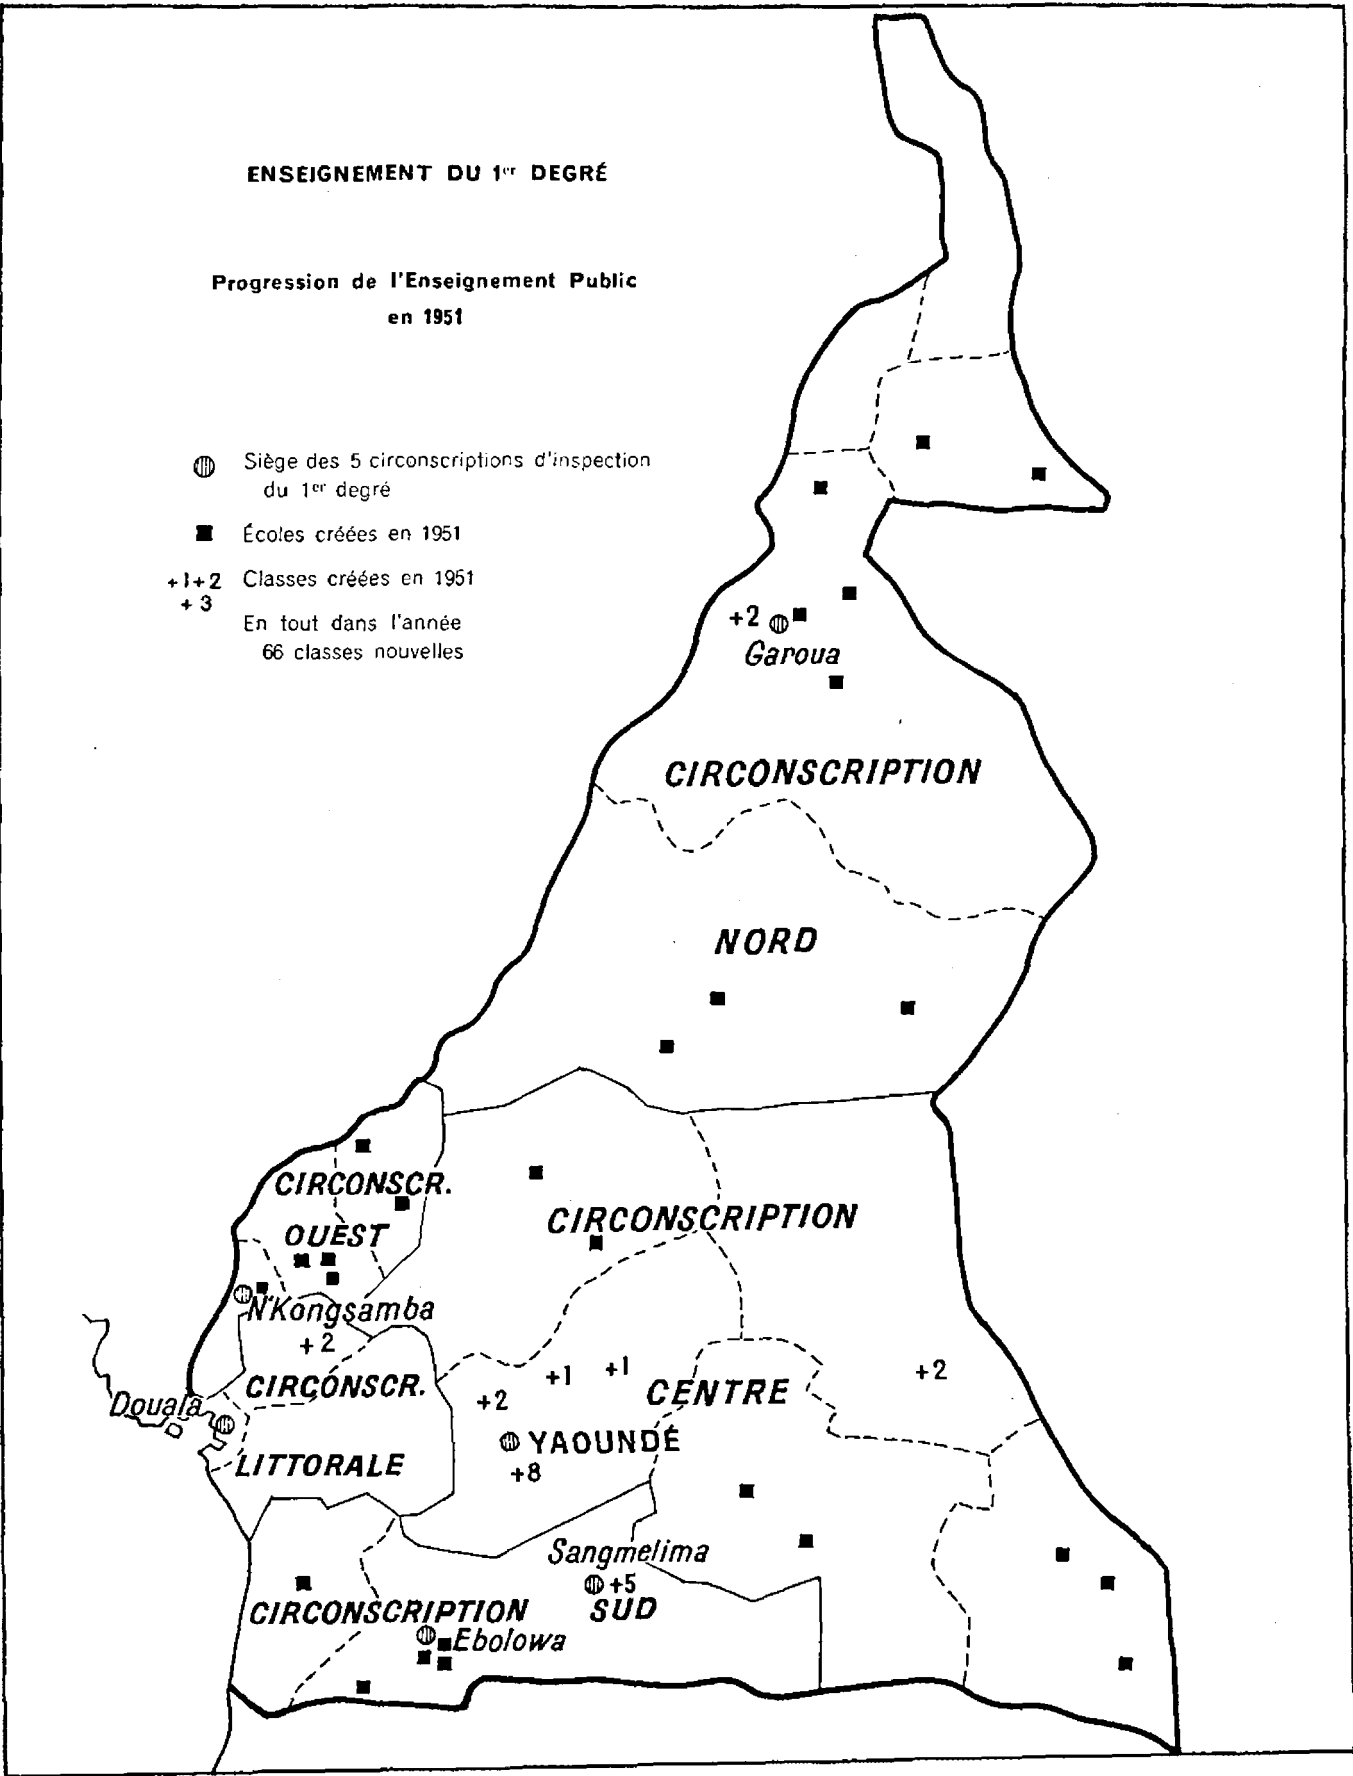 ENSEIGNEMENT DU 1er DEGRÉ
Progression de l'Enseignement Public
en 1951
Siège des 5 circonscriptions d'inspection
du 1er degré
Écoles créées en 1951
+1+2 Classes créées en 1951
+3
En tout dans l'année
66 classes nouvelles
+2
Garoua
CIRCONSCRIPTION
NORD
CIRCONSCR.
OUEST
CIRCONSCRIPTION
N'Kongsamba
+2
CIRCONSCR.
Douala
LITTORALE
+2
+1
+1
CENTRE
+2
YAOUNDÉ
+8
Sangmelima
+5
CIRCONSCRIPTION SUD
Ebolowa